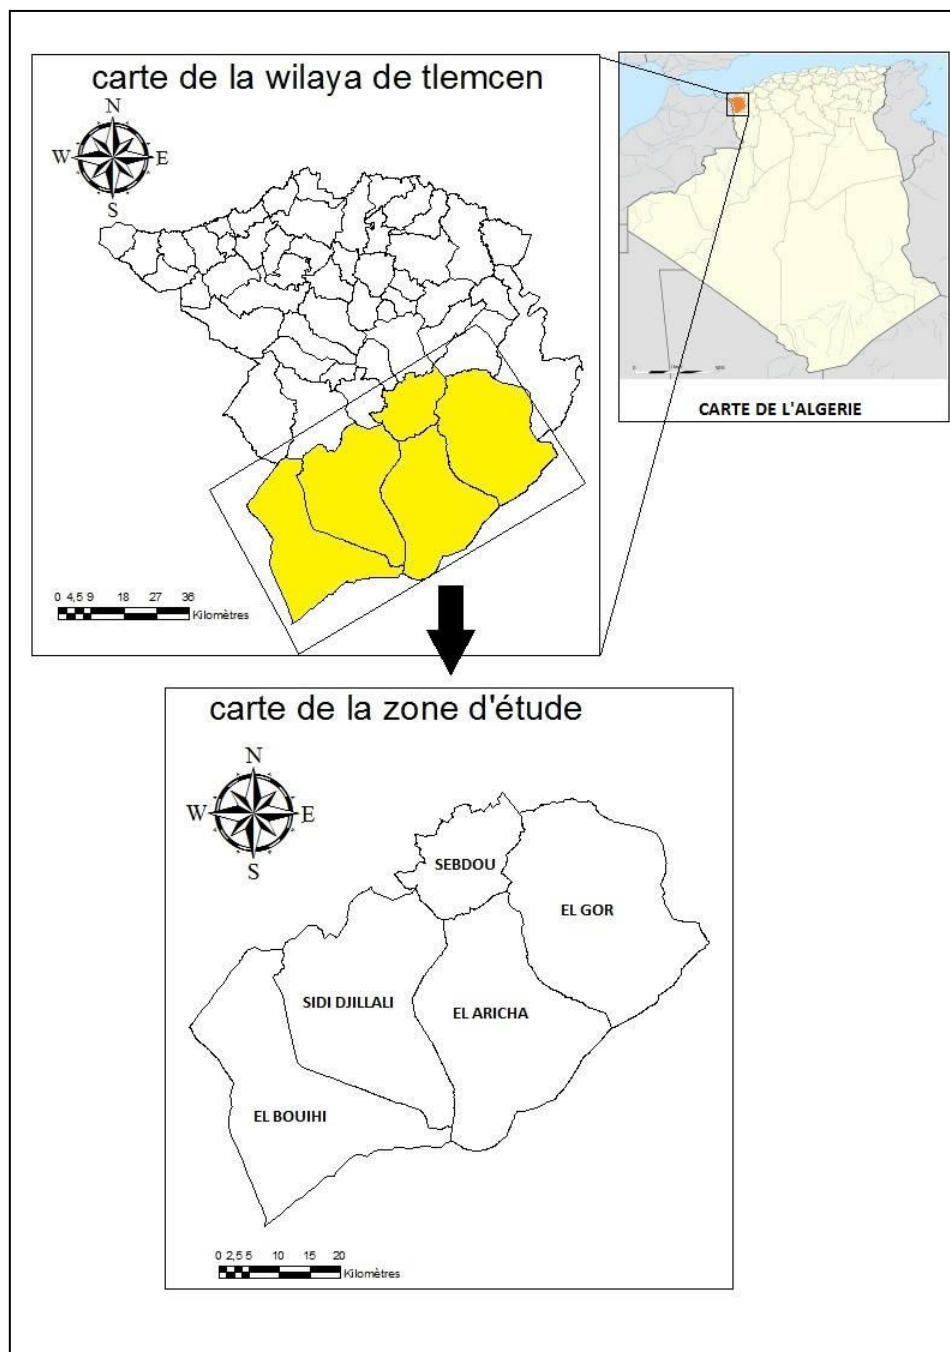 carte de la wilaya de tlemcen
N
W E
S
0 4,5 9 18 27 36
Kilomètres
CARTE DE L'ALGERIE
carte de la zone d'étude
N
W E
S
SEBDOU
EL GOR
SIDI DJILLALI
EL ARICHA
EL BOUIHI
0 2,5 5 10 15 20
Kilomètres